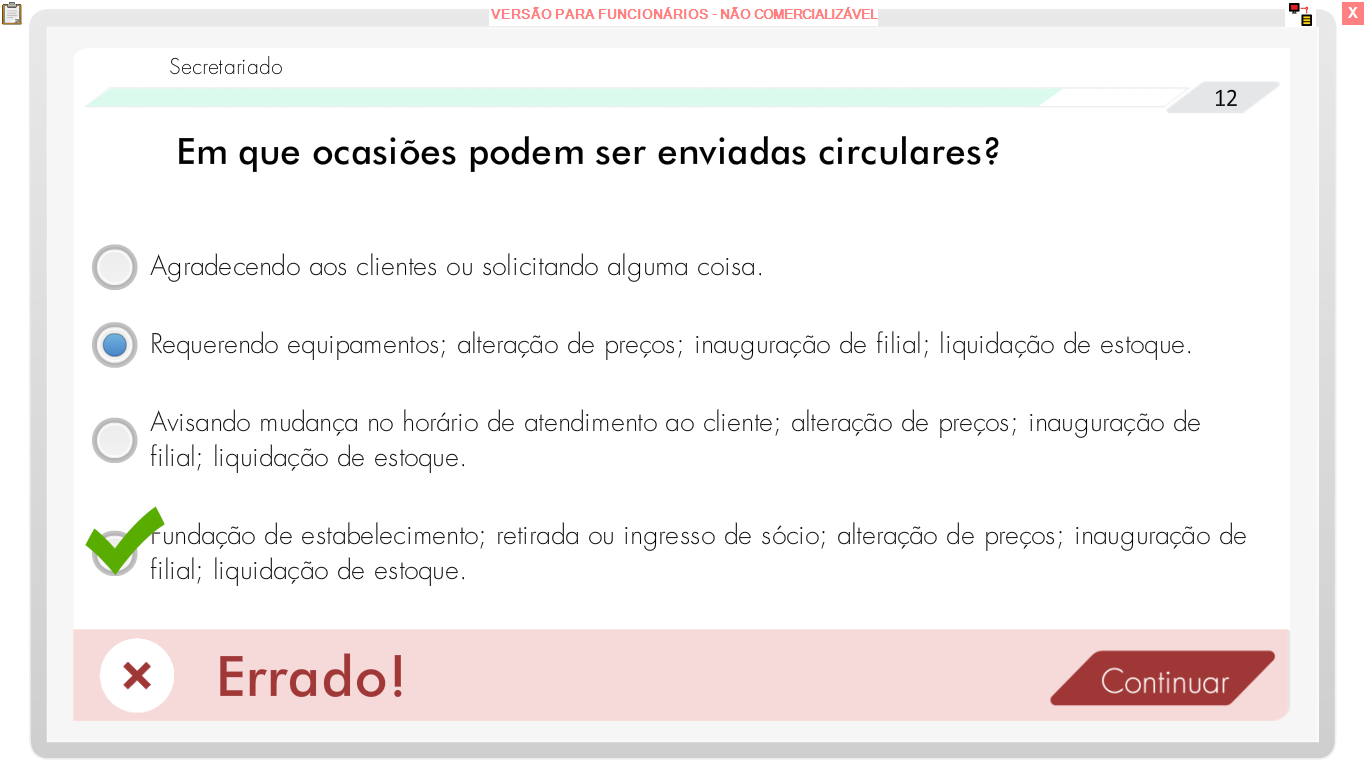 VERSÃO PARA FUNCIONÁRIOS - NÃO COMERCIALIZÁVEL
X
Secretariado
12
Em que ocasiões podem ser enviadas circulares?
Agradecendo aos clientes ou solicitando alguma coisa.
Requerendo equipamentos; alteração de preços; inauguração de filial; liquidação de estoque.
Avisando mudança no horário de atendimento ao cliente; alteração de preços; inauguração de
filial; liquidação de estoque.
Fundação de estabelecimento; retirada ou ingresso de sócio; alteração de preços; inauguração de
filial; liquidação de estoque.
Errado!
Continuar